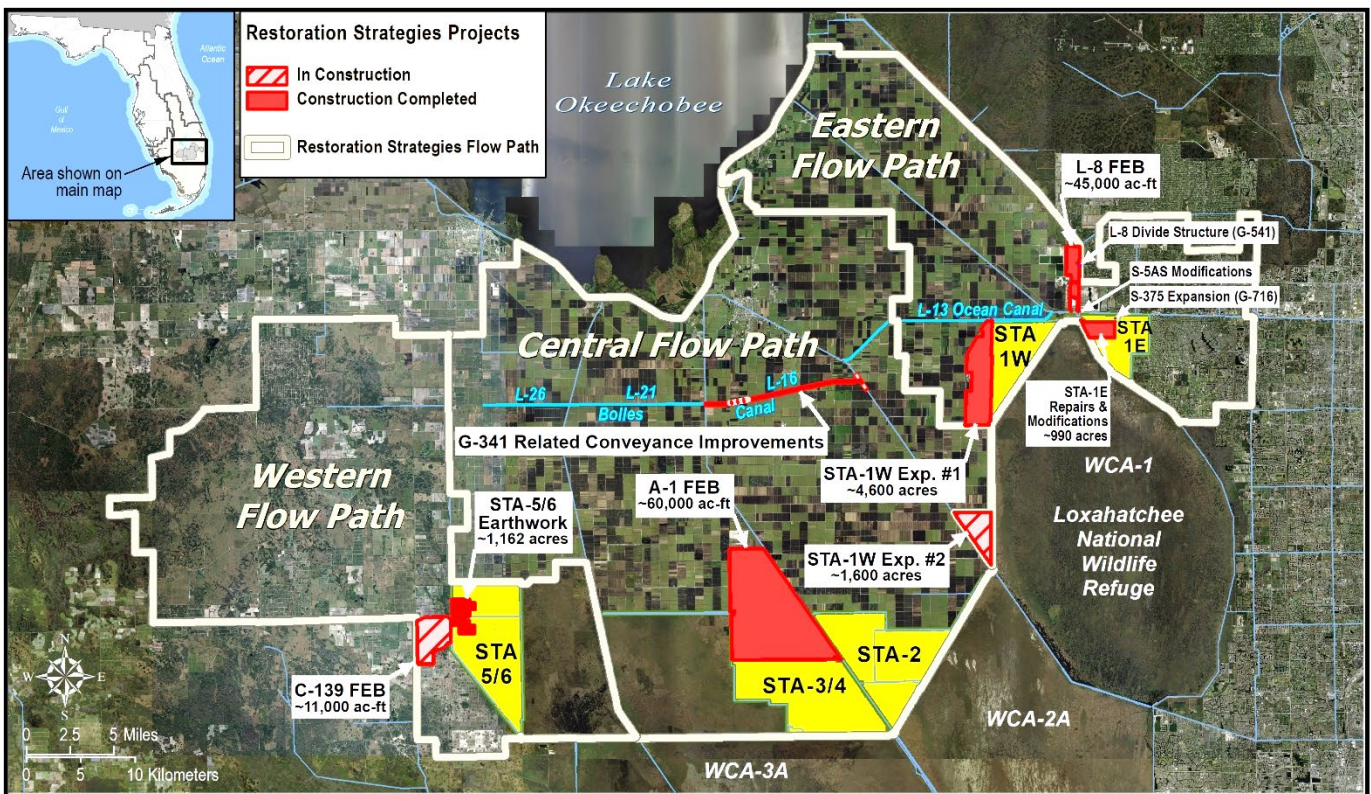 Atlantic
Ocean
Gulf
of
Mexico
Area shown on
main map
Restoration Strategies Projects
In Construction
Construction Completed
Restoration Strategies Flow Path
Lake
Okeechobee
Eastern
Flow Path
L-8 FEB
~45,000 ac-ft
L-8 Divide Structure (G-541)
S-5AS Modifications
S-375 Expansion (G-716)
L-13 Ocean Canal
STA
1W
STA
1E
Central Flow Path
L-26
L-21
L-16
Bolles
Canal
G-341 Related Conveyance Improvements
STA-1E
Repairs &
Modifications
~990 acres
STA-1W Exp. #1
~4,600 acres
WCA-1
Loxahatchee
National
Wildlife
Refuge
Western
Flow Path
STA-5/6
Earthwork
~1,162 acres
A-1 FEB
~60,000 ac-ft
STA-1W Exp. #2
~1,600 acres
STA
5/6
STA-2
STA-3/4
C-139 FEB
~11,000 ac-ft
WCA-2A
WCA-3A
N
W
E
S
0 2.5 5 Miles
0 5 10 Kilometers